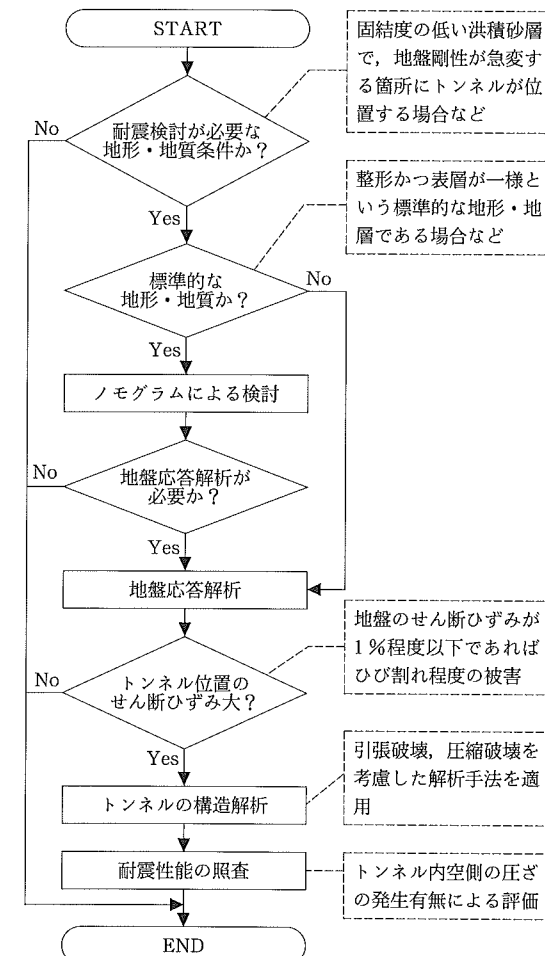 START
固結度の低い洪積砂層
で，地盤剛性が急変す
る箇所にトンネルが位
置する場合など
No
耐震検討が必要な
地形・地質条件か？
Yes
整形かつ表層が一様と
いう標準的な地形・地
層である場合など
標準的な
地形・地質か？
No
Yes
ノモグラムによる検討
No
地盤応答解析が
必要か？
Yes
地盤応答解析
地盤のせん断ひずみが
1％程度以下であれば
ひび割れ程度の被害
No
トンネル位置の
せん断ひずみ大？
Yes
引張破壊，圧縮破壊を
考慮した解析手法を適
用
トンネルの構造解析
耐震性能の照査
トンネル内空側の圧ざ
の発生有無による評価
END